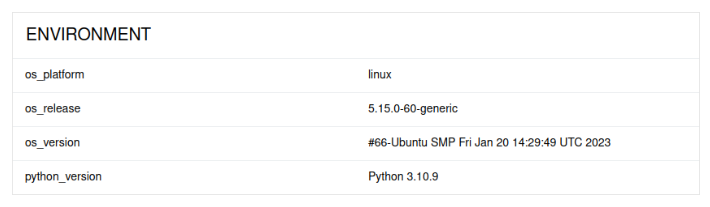 ENVIRONMENT
os_platform linux
os_release 5.15.0-60-generic
os_version #66-Ubuntu SMP Fri Jan 20 14:29:49 UTC 2023
python_version Python 3.10.9